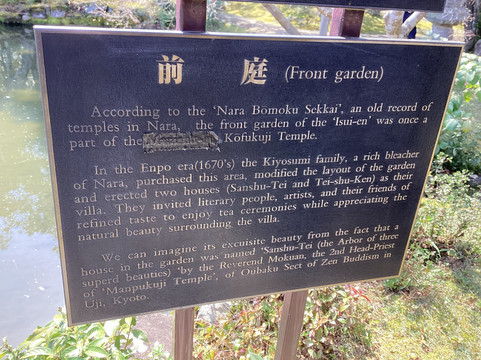 前 庭 (Front garden)
According to the ‘Nara Bōmoku Sekkai’, an old record of
temples in Nara, the front garden of the ‘Isui-en’ was once a
part of the Kōfukuji Temple.
In the Enpo era(1670’s) the Kiyosumi family, a rich bleacher
of Nara, purchased this area, modified the layout of the garden
and erected two houses (Sanshu-Tei and Tei-shu-Ken) as their
villa. They invited literary people, artists, and their friends of
refined taste to enjoy tea ceremonies while appreciating the
natural beauty surrounding the villa.
We can imagine its excuisite beauty from the fact that a
house in the garden was named ‘Sanshu-Tei (the Arbor of three
superd beauties) ‘by the Reverend Mokuan, the 2nd Head-Priest
of ‘Manpukuji Temple’, of Oubaku Sect of Zen Buddism in
Uji, Kyoto.